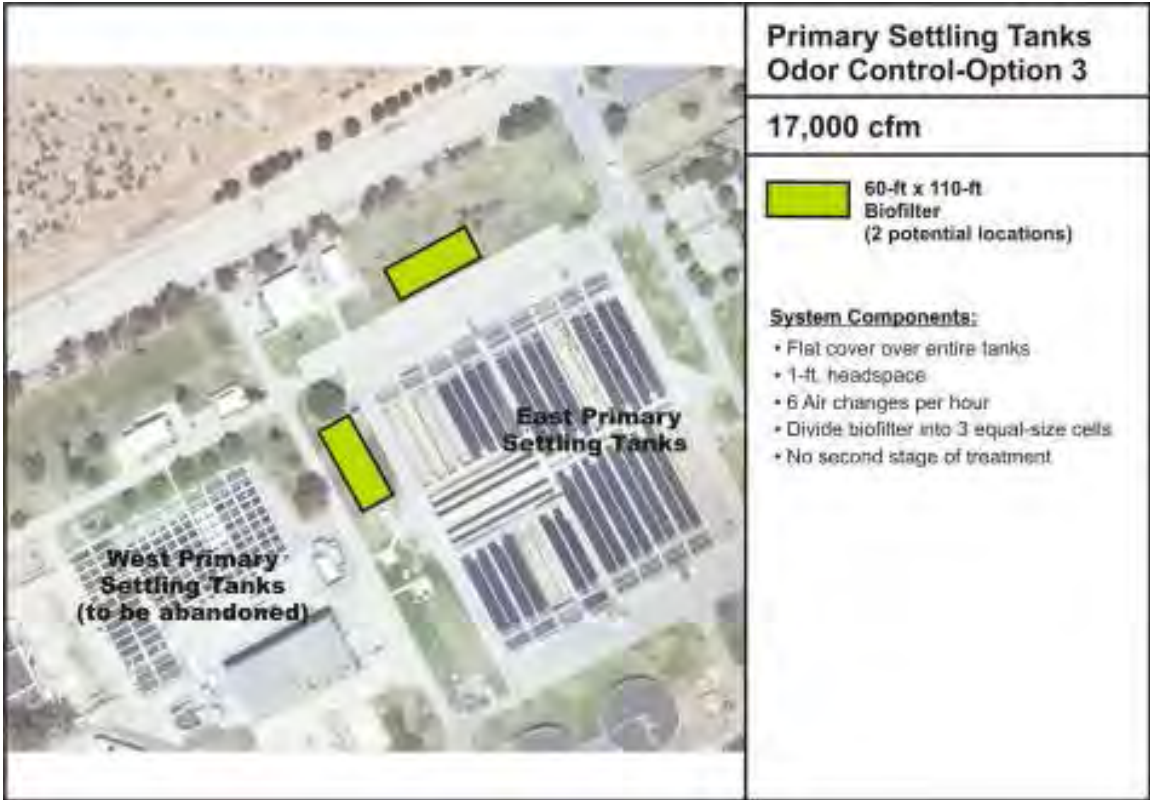 Primary Settling Tanks
Odor Control-Option 3
17,000 cfm
60-ft x 110-ft
Biofilter
(2 potential locations)
System Components:
• Flat cover over entire tanks
• 1-ft. headspace
• 6 Air changes per hour
• Divide biofilter into 3 equal-size cells
• No second stage of treatment
East Primary
Settling Tanks
West Primary
Settling Tanks
(to be abandoned)